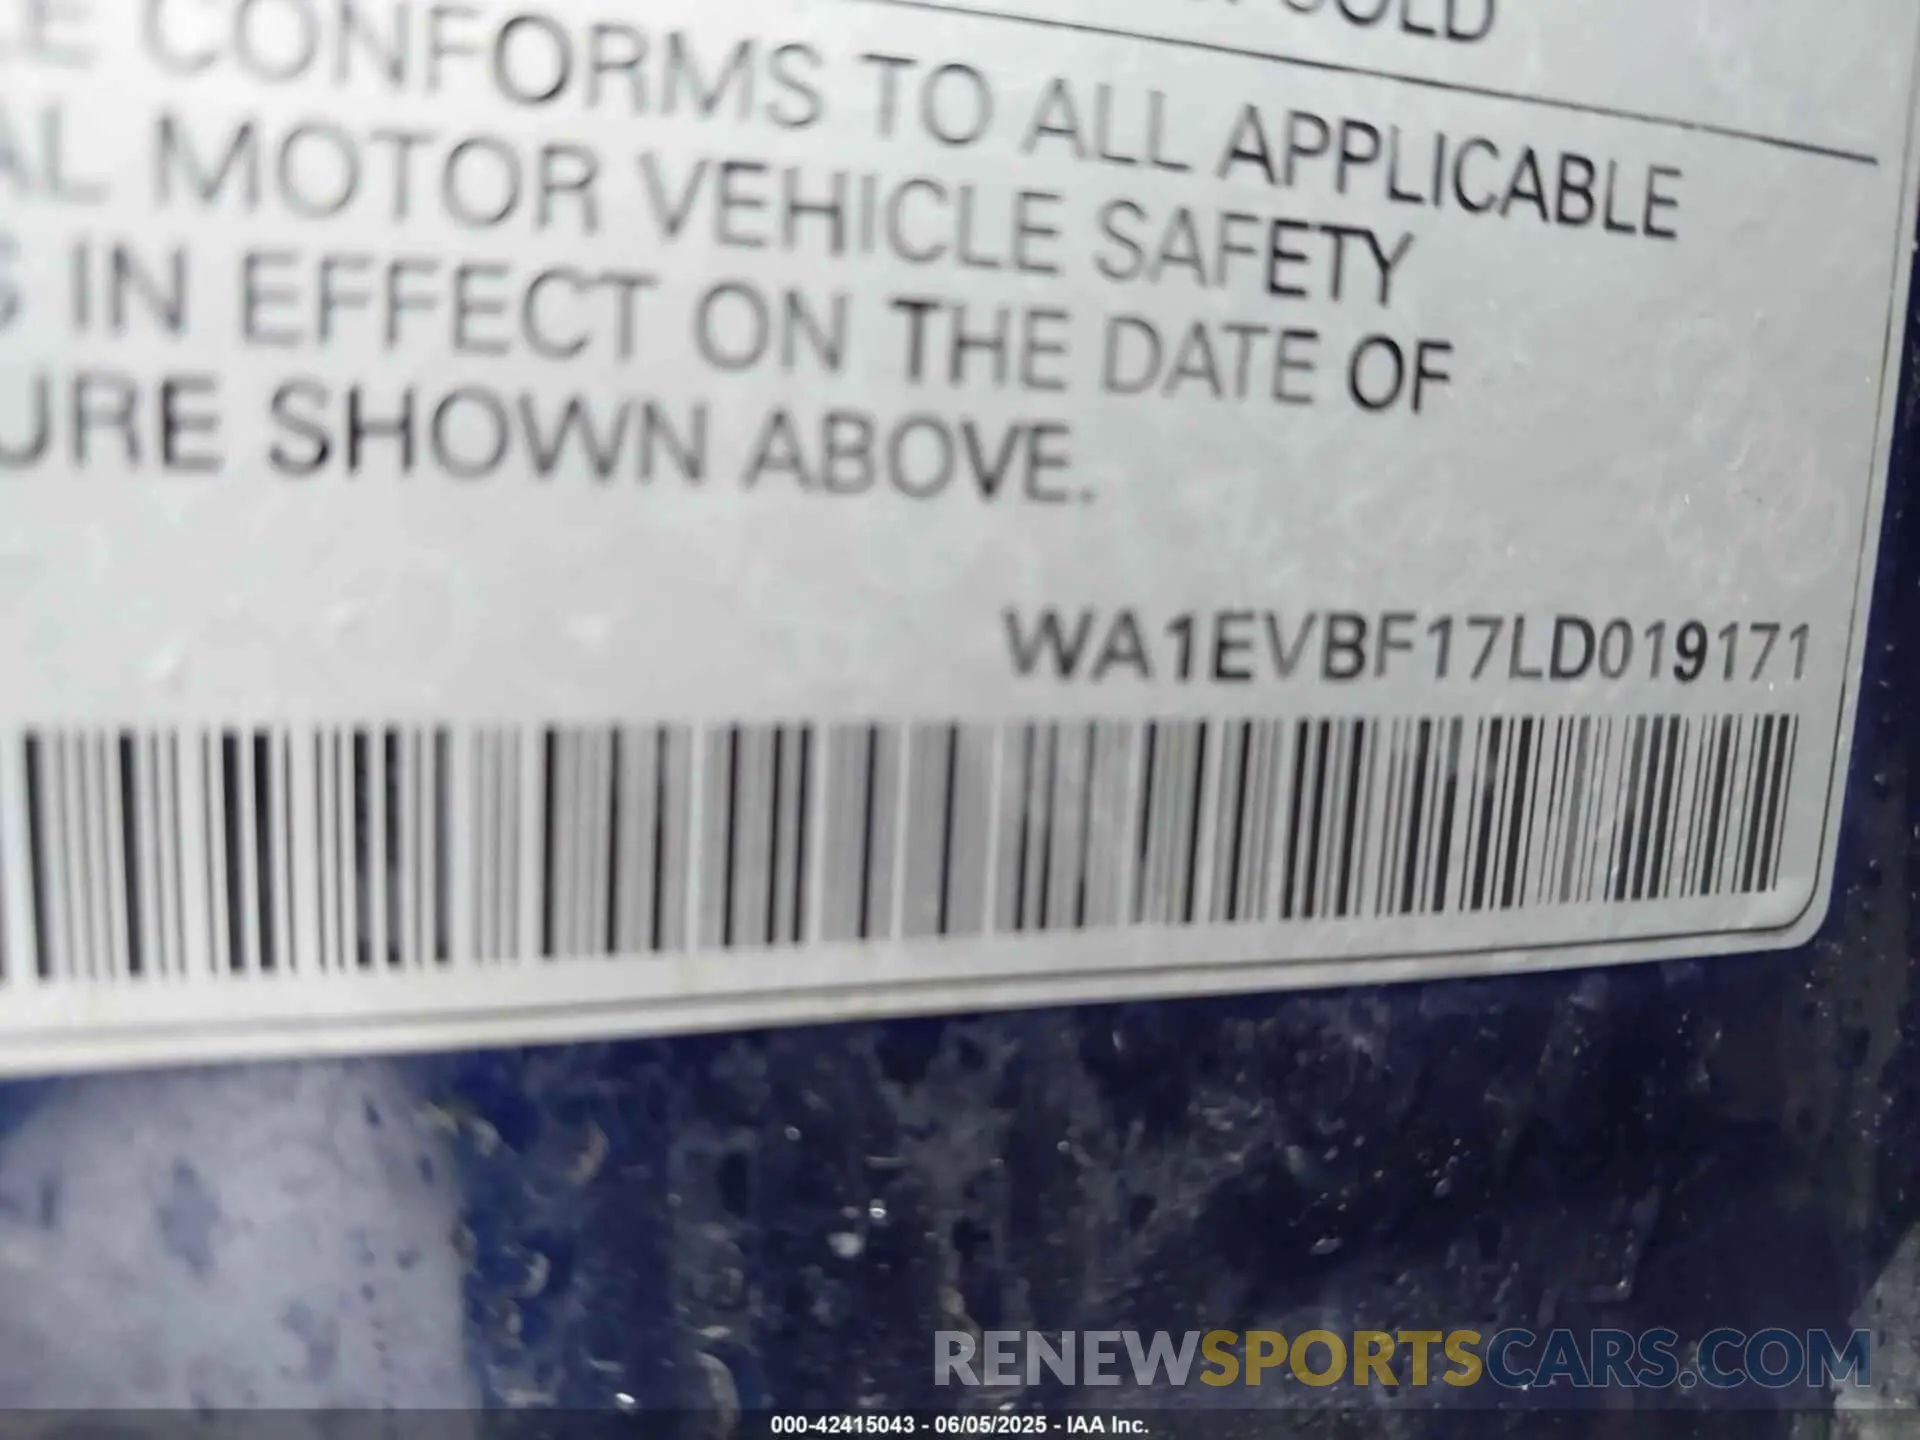 SOLD
E CONFORMS TO ALL APPLICABLE
AL MOTOR VEHICLE SAFETY
S IN EFFECT ON THE DATE OF
URE SHOWN ABOVE.
WA1EVBF17LD019171
RENEWSPORTSCARS.COM
000-42415043 - 06/05/2025 - IAA Inc.